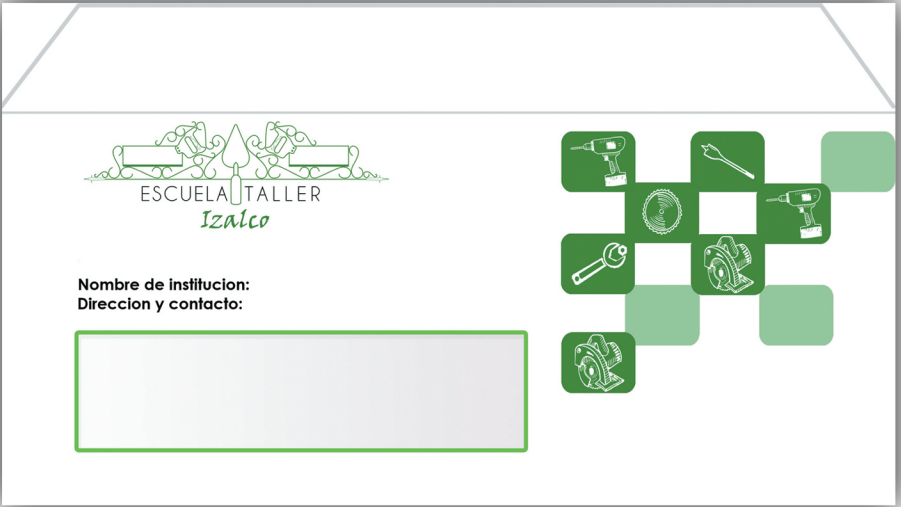 ESCUELA TALLER
Izalco
Nombre de institucion:
Direccion y contacto: